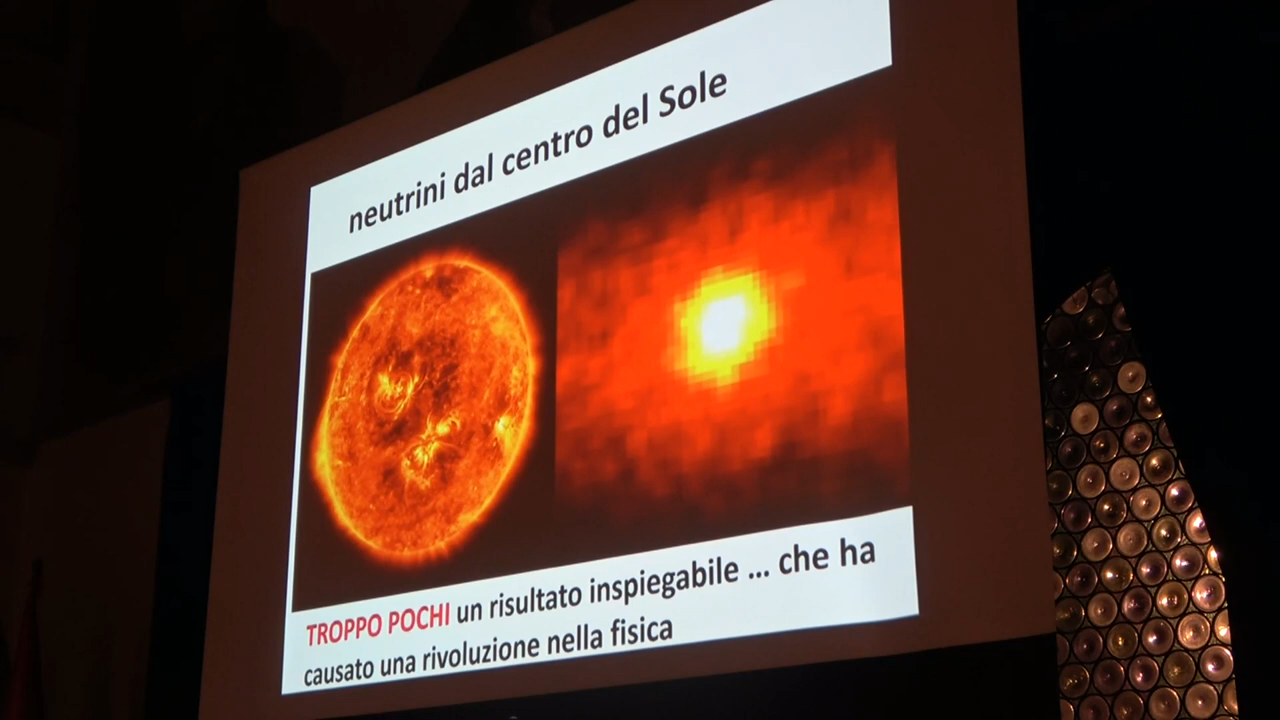 neutrini dal centro del Sole
TROPPO POCHI un risultato inspiegabile ... che ha
causato una rivoluzione nella fisica